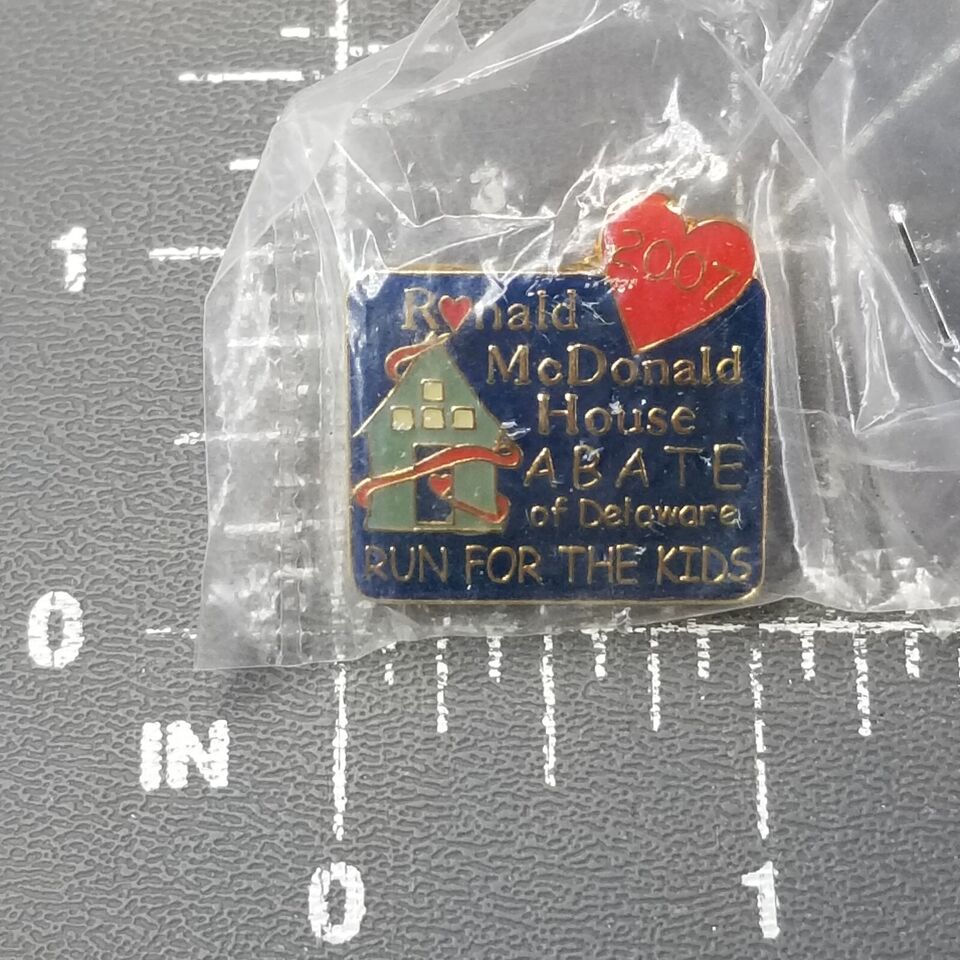 2007
R♥nald
McDonald
House
ABATE
of Delaware
RUN FOR THE KIDS
1
0
IN
0
1